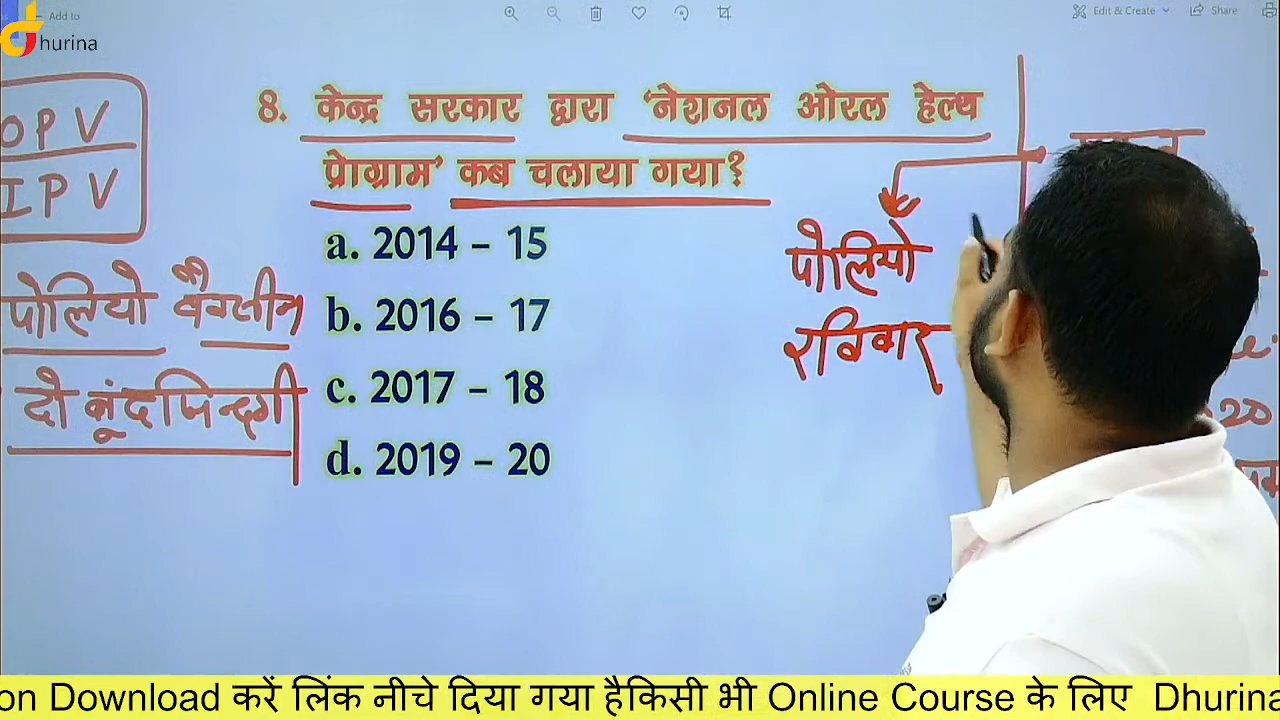 Add to
Edit & Create
Share
Dhurina
OPV
IPV
8. केन्द्र सरकार द्वारा 'नेशनल ओरल हेल्थ
प्रोग्राम' कब चलाया गया?
a. 2014 – 15
b. 2016 – 17
c. 2017 – 18
d. 2019 – 20
पोलियो वैक्सीन
दो बूंद जिन्दगी
की
पोलियो
रविवार
on Download करें लिंक नीचे दिया गया हैकिसी भी Online Course के लिए Dhurina